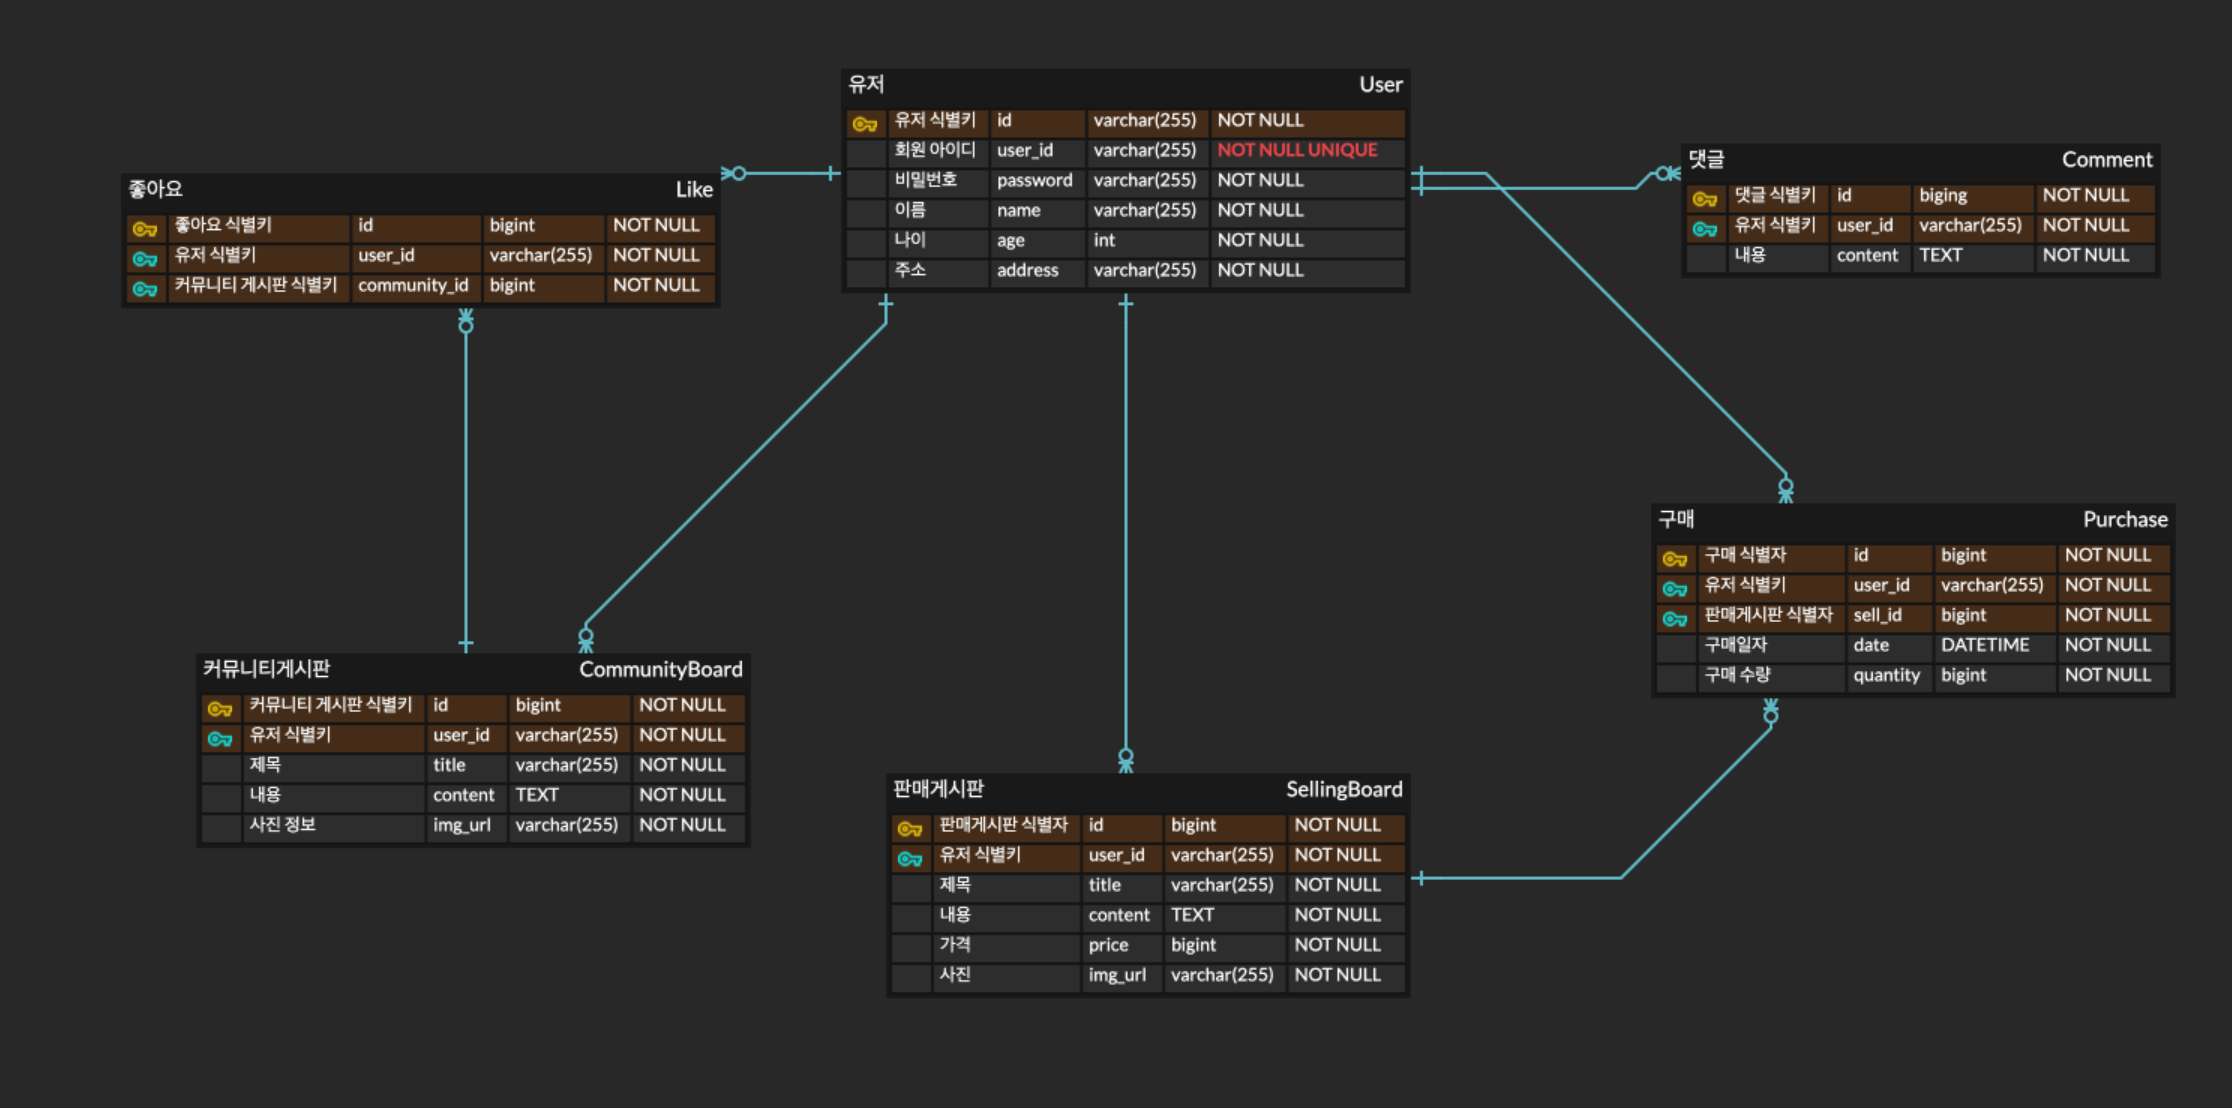 유저 User
유저 식별키 id varchar(255) NOT NULL
회원 아이디 user_id varchar(255) NOT NULL UNIQUE
비밀번호 password varchar(255) NOT NULL
이름 name varchar(255) NOT NULL
나이 age int NOT NULL
주소 address varchar(255) NOT NULL
댓글 Comment
댓글 식별키 id biging NOT NULL
유저 식별키 user_id varchar(255) NOT NULL
내용 content TEXT NOT NULL
좋아요 Like
좋아요 식별키 id bigint NOT NULL
유저 식별키 user_id varchar(255) NOT NULL
커뮤니티 게시판 식별키 community_id bigint NOT NULL
구매 Purchase
구매 식별자 id bigint NOT NULL
유저 식별키 user_id varchar(255) NOT NULL
판매게시판 식별자 sell_id bigint NOT NULL
구매일자 date DATETIME NOT NULL
구매 수량 quantity bigint NOT NULL
커뮤니티게시판 CommunityBoard
커뮤니티 게시판 식별키 id bigint NOT NULL
유저 식별키 user_id varchar(255) NOT NULL
제목 title varchar(255) NOT NULL
내용 content TEXT NOT NULL
사진 정보 img_url varchar(255) NOT NULL
판매게시판 SellingBoard
판매게시판 식별자 id bigint NOT NULL
유저 식별키 user_id varchar(255) NOT NULL
제목 title varchar(255) NOT NULL
내용 content TEXT NOT NULL
가격 price bigint NOT NULL
사진 img_url varchar(255) NOT NULL